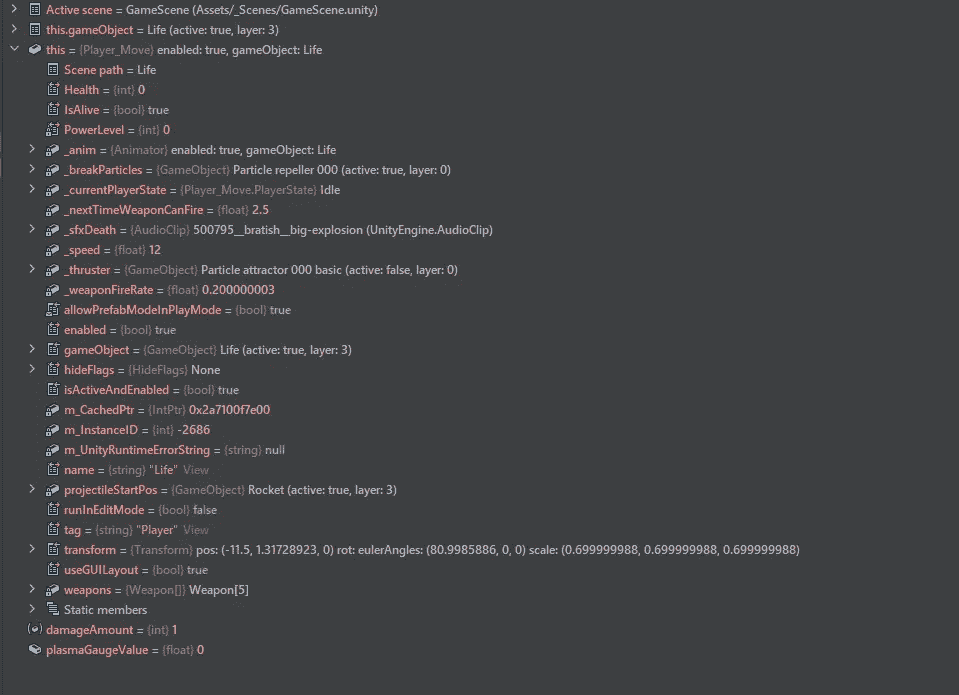 Active scene = GameScene (Assets/_Scenes/GameScene.unity)
this.gameObject = Life (active: true, layer: 3)
this = {Player_Move} enabled: true, gameObject: Life
Scene path = Life
Health = {int} 0
IsAlive = {bool} true
PowerLevel = {int} 0
_anim = {Animator} enabled: true, gameObject: Life
_breakParticles = {GameObject} Particle repeller 000 (active: true, layer: 0)
_currentPlayerState = {Player_Move.PlayerState} Idle
_nextTimeWeaponCanFire = {float} 2.5
_sfxDeath = {AudioClip} 500795__bratish__big-explosion (UnityEngine.AudioClip)
_speed = {float} 12
_thruster = {GameObject} Particle attractor 000 basic (active: false, layer: 0)
_weaponFireRate = {float} 0.200000003
allowPrefabModeInPlayMode = {bool} true
enabled = {bool} true
gameObject = {GameObject} Life (active: true, layer: 3)
hideFlags = {HideFlags} None
isActiveAndEnabled = {bool} true
m_CachedPtr = {IntPtr} 0x2a7100f7e00
m_InstanceID = {int} -2686
m_UnityRuntimeErrorString = {string} null
name = {string} "Life" View
projectileStartPos = {GameObject} Rocket (active: true, layer: 3)
runInEditMode = {bool} false
tag = {string} "Player" View
transform = {Transform} pos: (-11.5, 1.31728923, 0) rot: eulerAngles: (80.9985886, 0, 0) scale: (0.699999988, 0.699999988, 0.699999988)
useGUILayout = {bool} true
weapons = {Weapon[]} Weapon[5]
Static members
damageAmount = {int} 1
plasmaGaugeValue = {float} 0